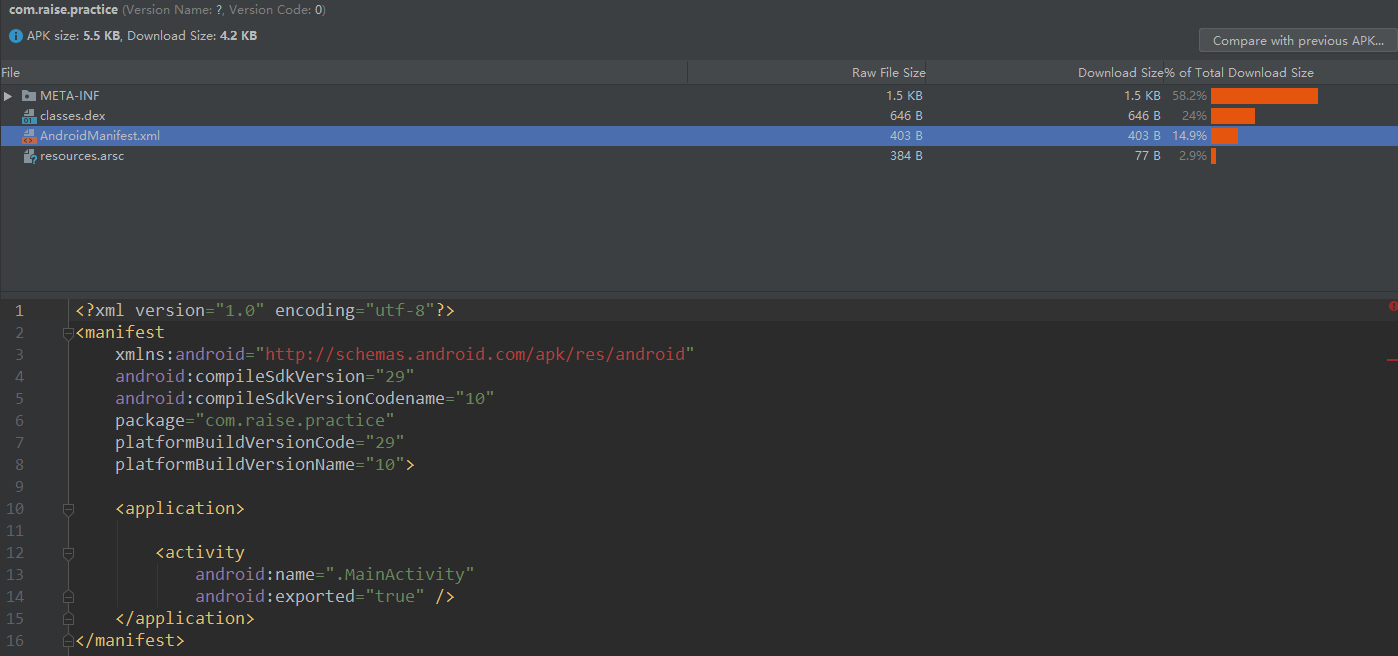 com.raise.practice (Version Name: ?, Version Code: 0)
APK size: 5.5 KB, Download Size: 4.2 KB
Compare with previous APK...
File Raw File Size Download Size % of Total Download Size
META-INF 1.5 KB 1.5 KB 58.2%
classes.dex 646 B 646 B 24%
AndroidManifest.xml 403 B 403 B 14.9%
resources.arsc 384 B 77 B 2.9%
1 <?xml version="1.0" encoding="utf-8"?>
2 <manifest
3 xmlns:android="http://schemas.android.com/apk/res/android"
4 android:compileSdkVersion="29"
5 android:compileSdkVersionCodename="10"
6 package="com.raise.practice"
7 platformBuildVersionCode="29"
8 platformBuildVersionName="10">
9
10 <application>
11
12 <activity
13 android:name=".MainActivity"
14 android:exported="true" />
15 </application>
16 </manifest>